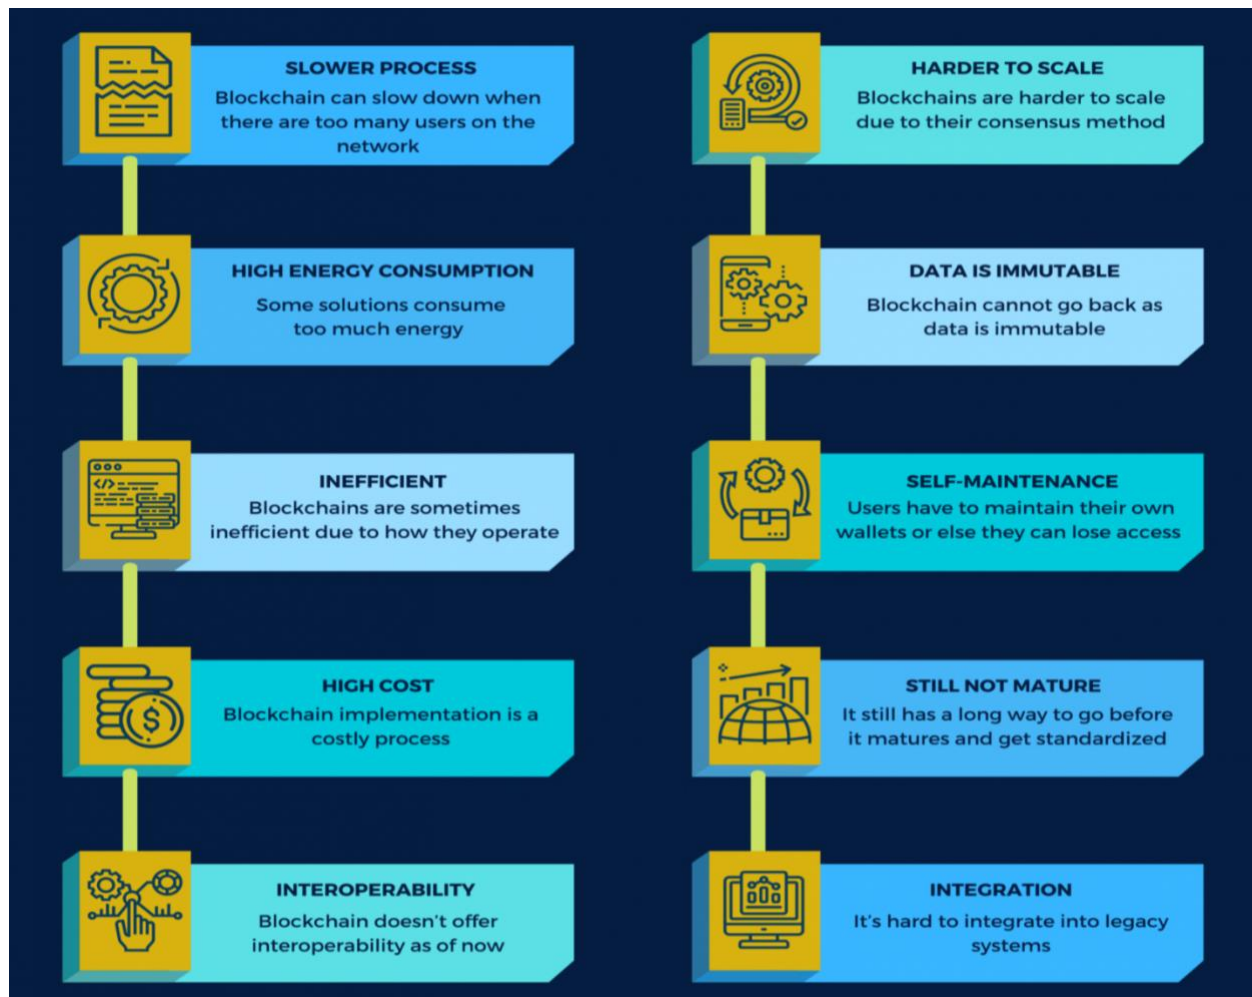 SLOWER PROCESS
Blockchain can slow down when
there are too many users on the
network
HIGH ENERGY CONSUMPTION
Some solutions consume
too much energy
INEFFICIENT
Blockchains are sometimes
inefficient due to how they operate
HIGH COST
Blockchain implementation is a
costly process
INTEROPERABILITY
Blockchain doesn't offer
interoperability as of now
HARDER TO SCALE
Blockchains are harder to scale
due to their consensus method
DATA IS IMMUTABLE
Blockchain cannot go back as
data is immutable
SELF-MAINTENANCE
Users have to maintain their own
wallets or else they can lose access
STILL NOT MATURE
It still has a long way to go before
it matures and get standardized
INTEGRATION
It's hard to integrate into legacy
systems